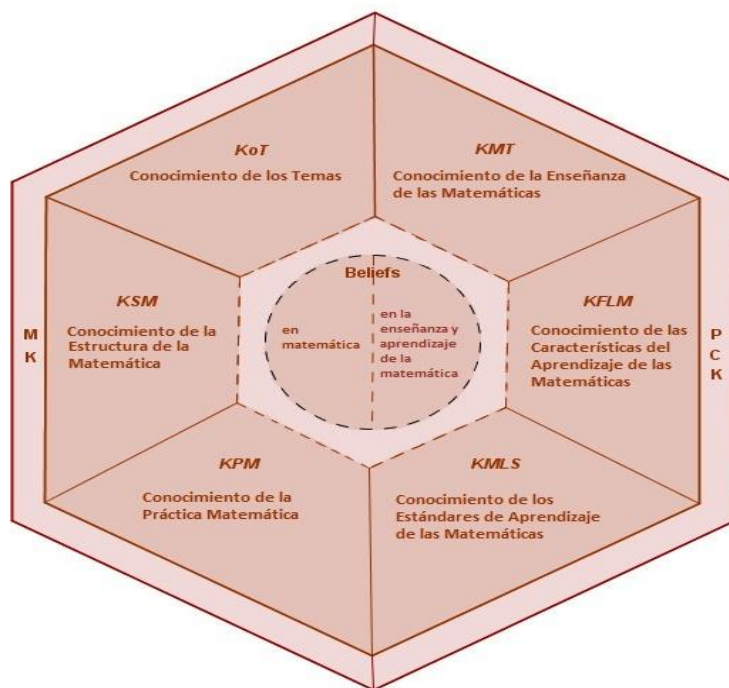 KoT
Conocimiento de los Temas
KMT
Conocimiento de la Enseñanza
de las Matemáticas
Beliefs
en
matemática
en la
enseñanza y
aprendizaje
de la
matemática
KSM
Conocimiento de la
Estructura de la
Matemática
KFLM
Conocimiento de las
Características del
Aprendizaje de las
Matemáticas
M
K
P
C
K
KPM
Conocimiento de la
Práctica Matemática
KMLS
Conocimiento de los
Estándares de Aprendizaje
de las Matemáticas